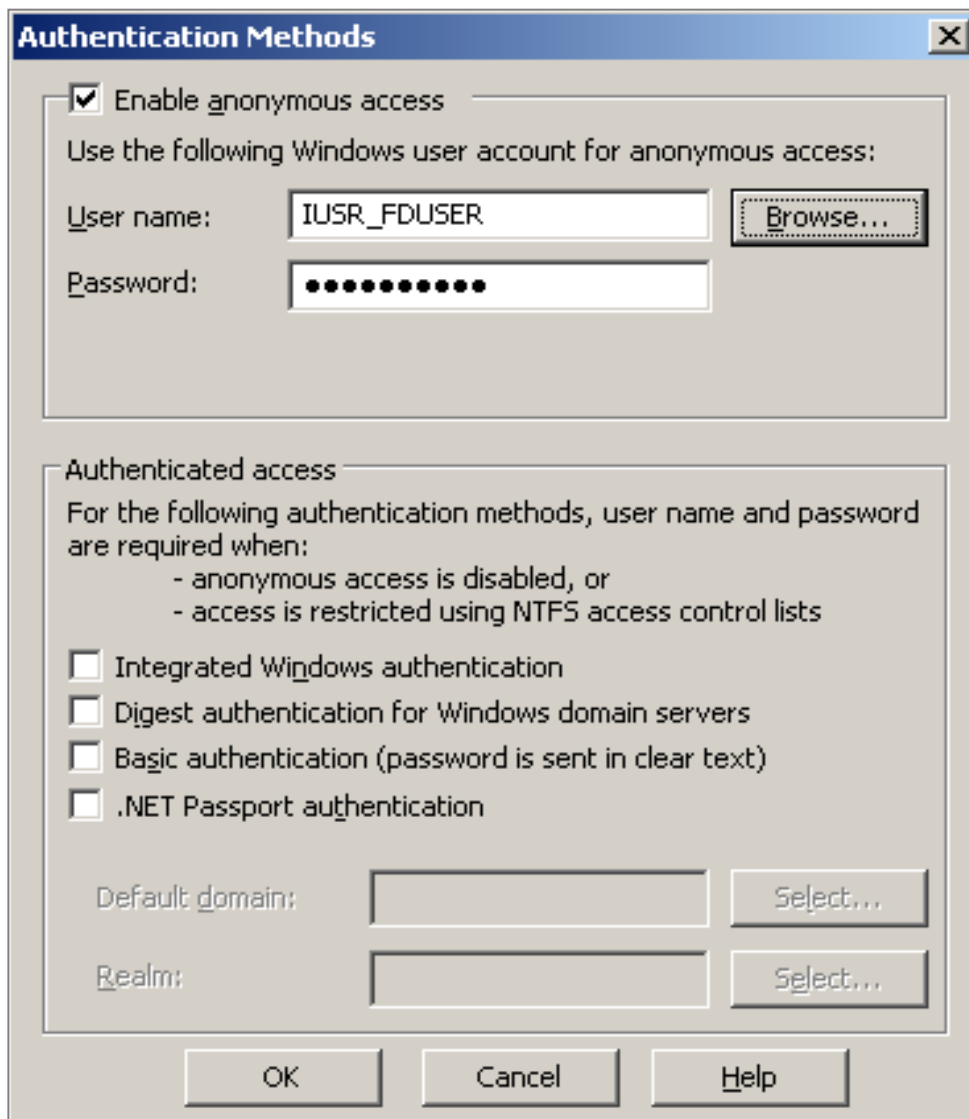 Authentication Methods
Enable anonymous access
Use the following Windows user account for anonymous access:
User name: IUSR_FDUSER Browse...
Password: ●●●●●●●●●●
Authenticated access
For the following authentication methods, user name and password
are required when:
- anonymous access is disabled, or
- access is restricted using NTFS access control lists
Integrated Windows authentication
Digest authentication for Windows domain servers
Basic authentication (password is sent in clear text)
.NET Passport authentication
Default domain: Select...
Realm: Select...
OK Cancel Help